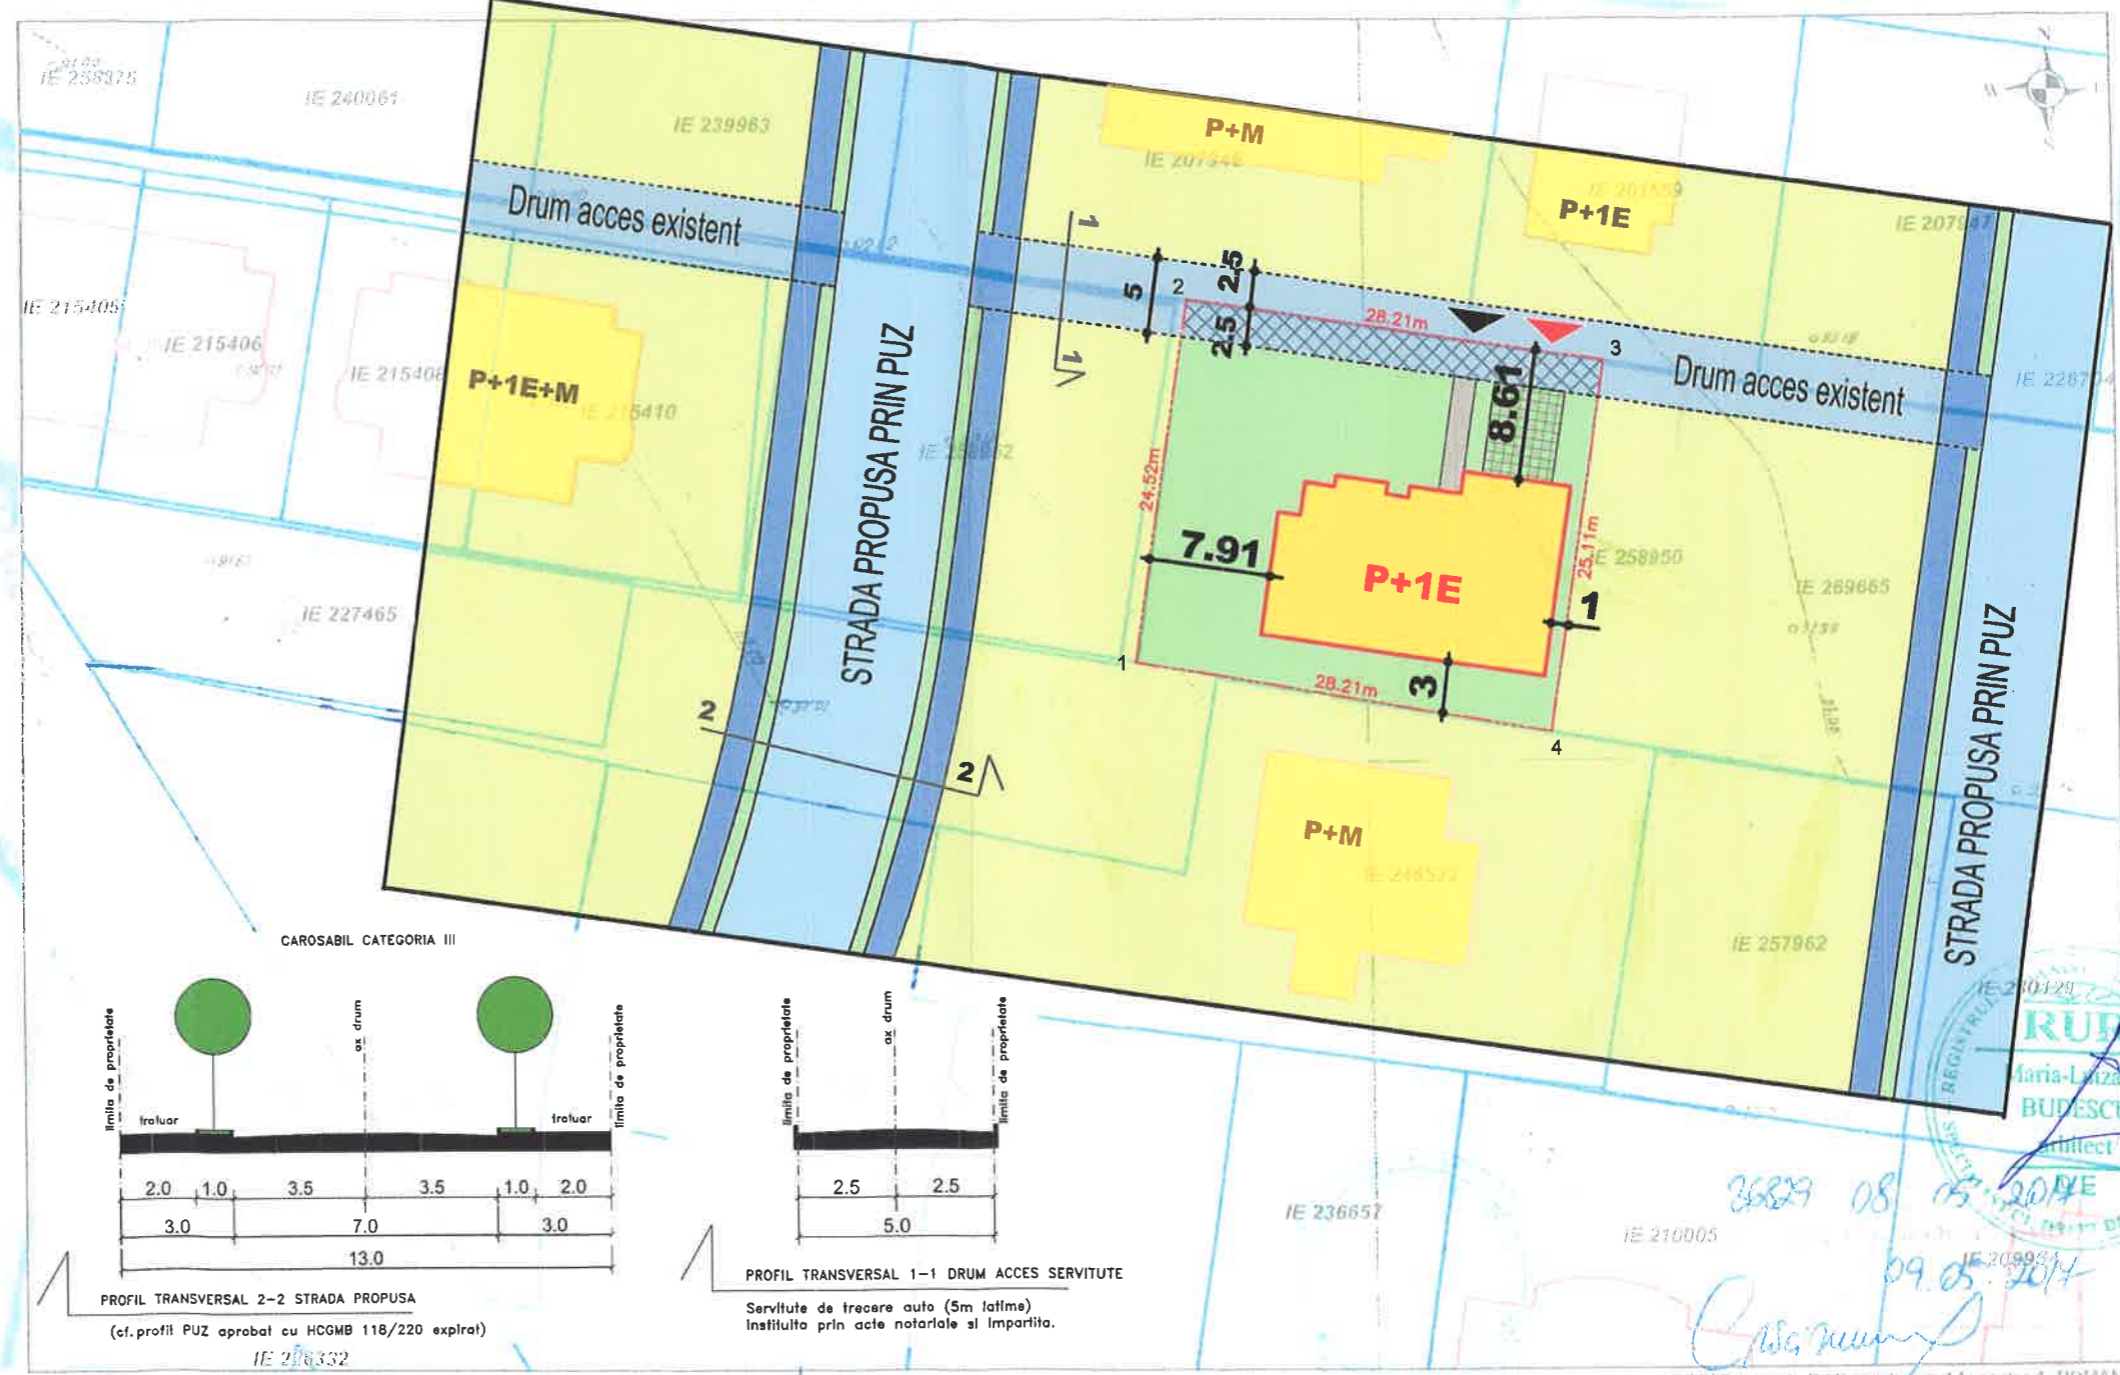 IE 258375
IE 240061
IE 239963
P+M
P+1E
IE 207947
W
Drum acces existent
1
2.5
5
2
2.5
28.21m
3
Drum acces existent
IE 215405
IE 215406
IE 215408
P+1E+M
IE 215410
STRADA PROPUSA PRIN PUZ
1
8.61
24.52m
7.91
P+1E
25.11m
IE 258950
IE 269665
1
IE 227465
1
28.21m
3
4
2
2
P+M
IE 257962
STRADA PROPUSA PRIN PUZ
CAROSABIL CATEGORIA III
limita de proprietate
ax drum
limita de proprietate
trotuar
trotuar
2.0 1.0 3.5 3.5 1.0 2.0
3.0 7.0 3.0
13.0
PROFIL TRANSVERSAL 2-2 STRADA PROPUSA
(cf.profil PUZ aprobat cu HCGMB 118/220 expirat)
limita de proprietate
ax drum
limita de proprietate
2.5 2.5
5.0
PROFIL TRANSVERSAL 1-1 DRUM ACCES SERVITUTE
Servitute de trecere auto (5m latime)
instituita prin acte notariale si impartita.
IE 236657
IE 210005
IE 230129
BUDESCU
09.05.2017